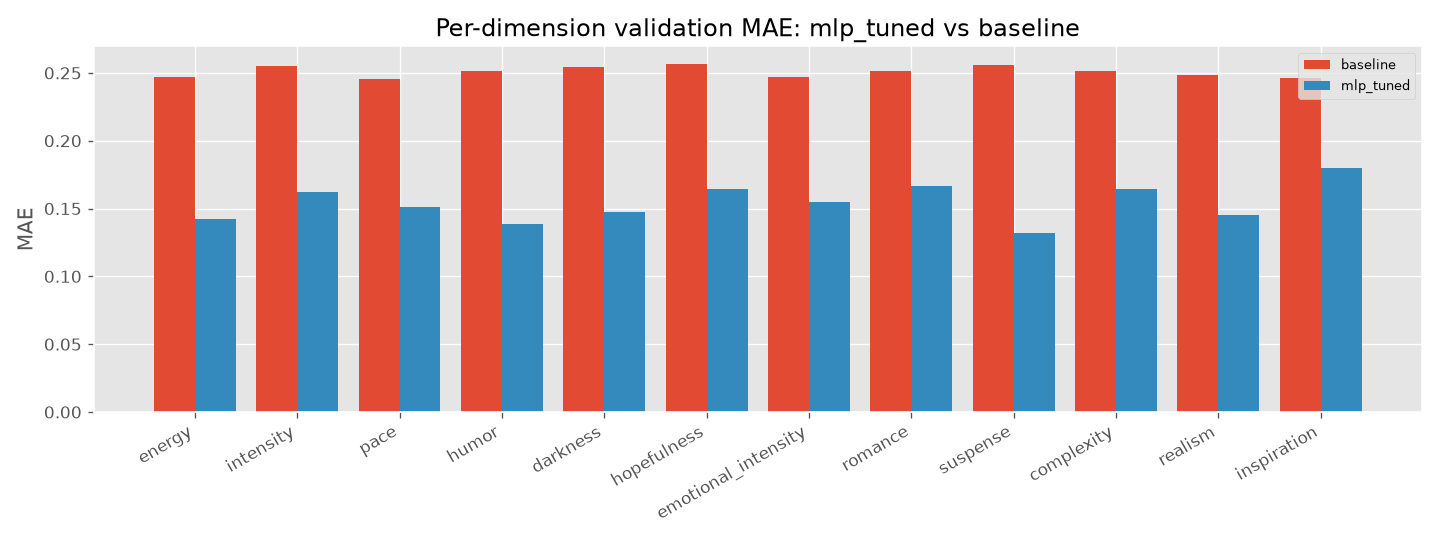 Per-dimension validation MAE: mlp_tuned vs baseline
baseline
mlp_tuned
MAE
0.25
0.20
0.15
0.10
0.05
0.00
energy
intensity
pace
humor
darkness
hopefulness
emotional_intensity
romance
suspense
complexity
realism
inspiration